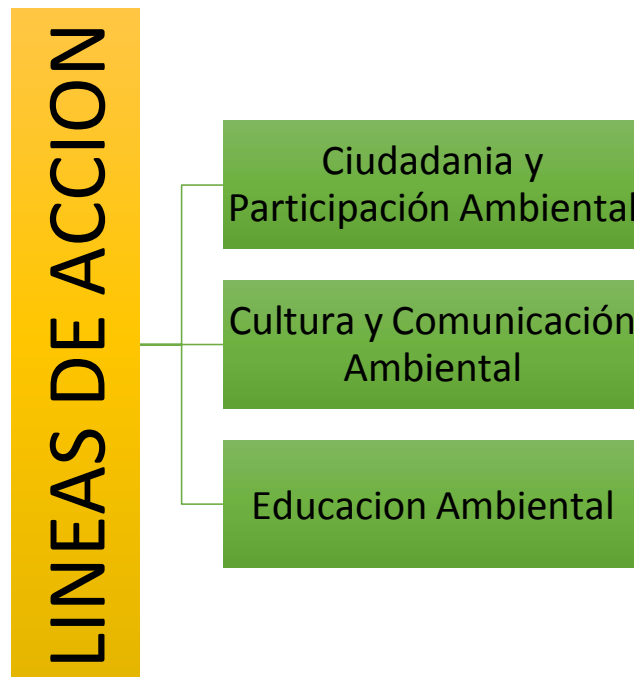 LINEAS DE ACCION
Ciudadania y
Participación Ambiental
Cultura y Comunicación
Ambiental
Educacion Ambiental